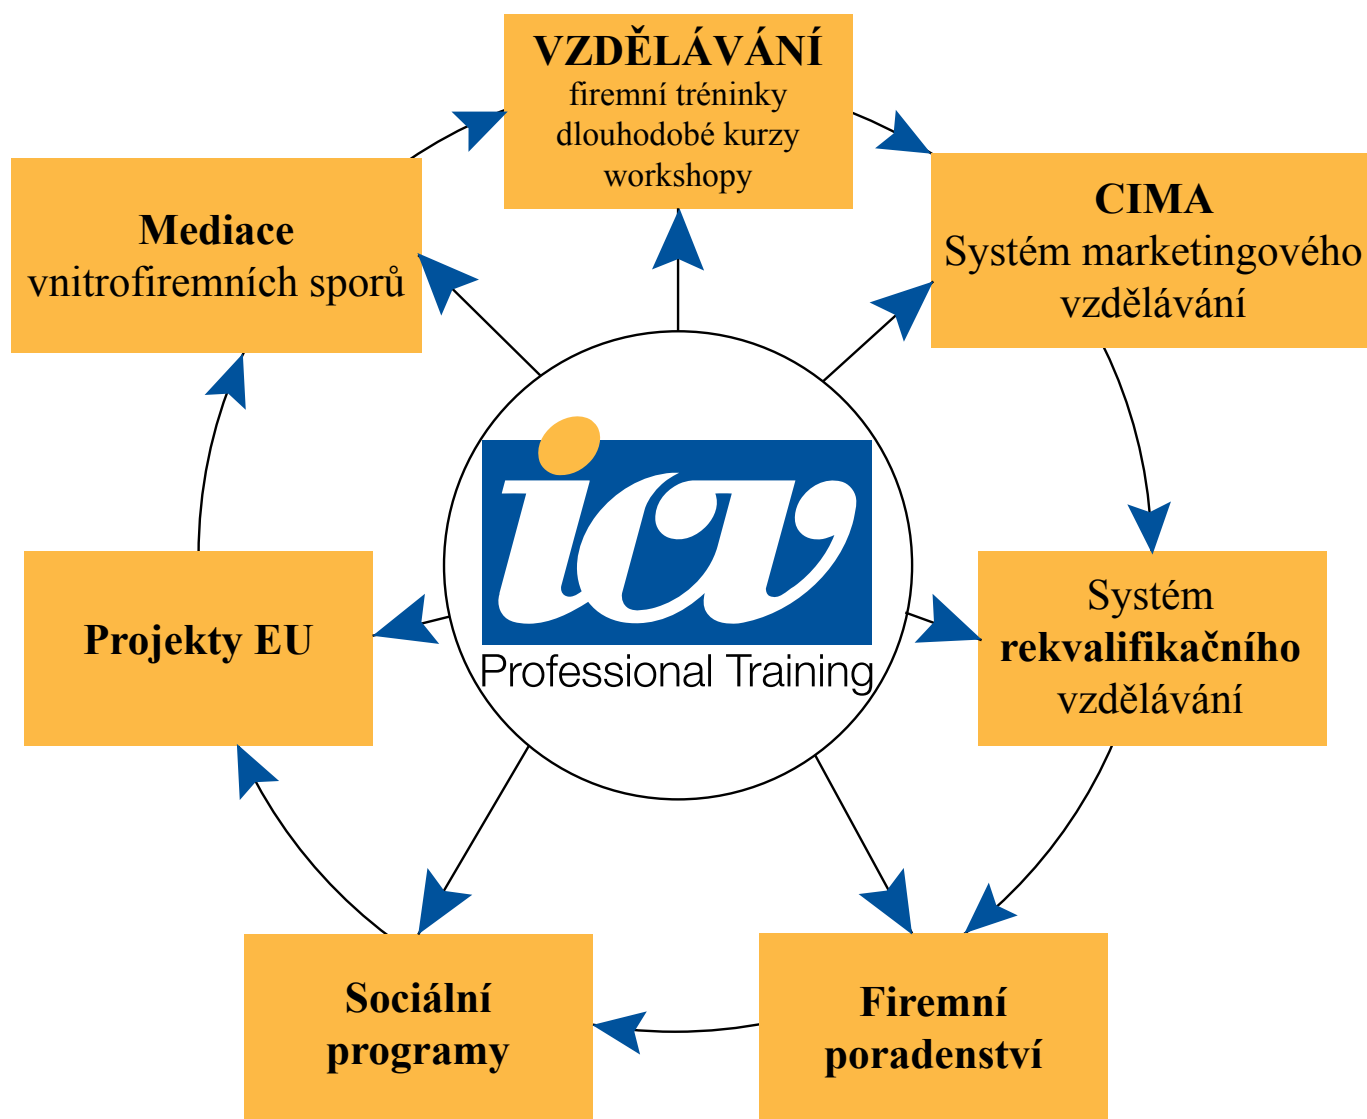 VZDĚLÁVÁNÍ
firemní tréninky
dlouhodobé kurzy
workshopy
CIMA
Systém marketingového
vzdělávání
Mediace
vnitrofiremních sporů
icv
Professional Training
Systém
rekvalifikačního
vzdělávání
Projekty EU
Sociální
programy
Firemní
poradenství